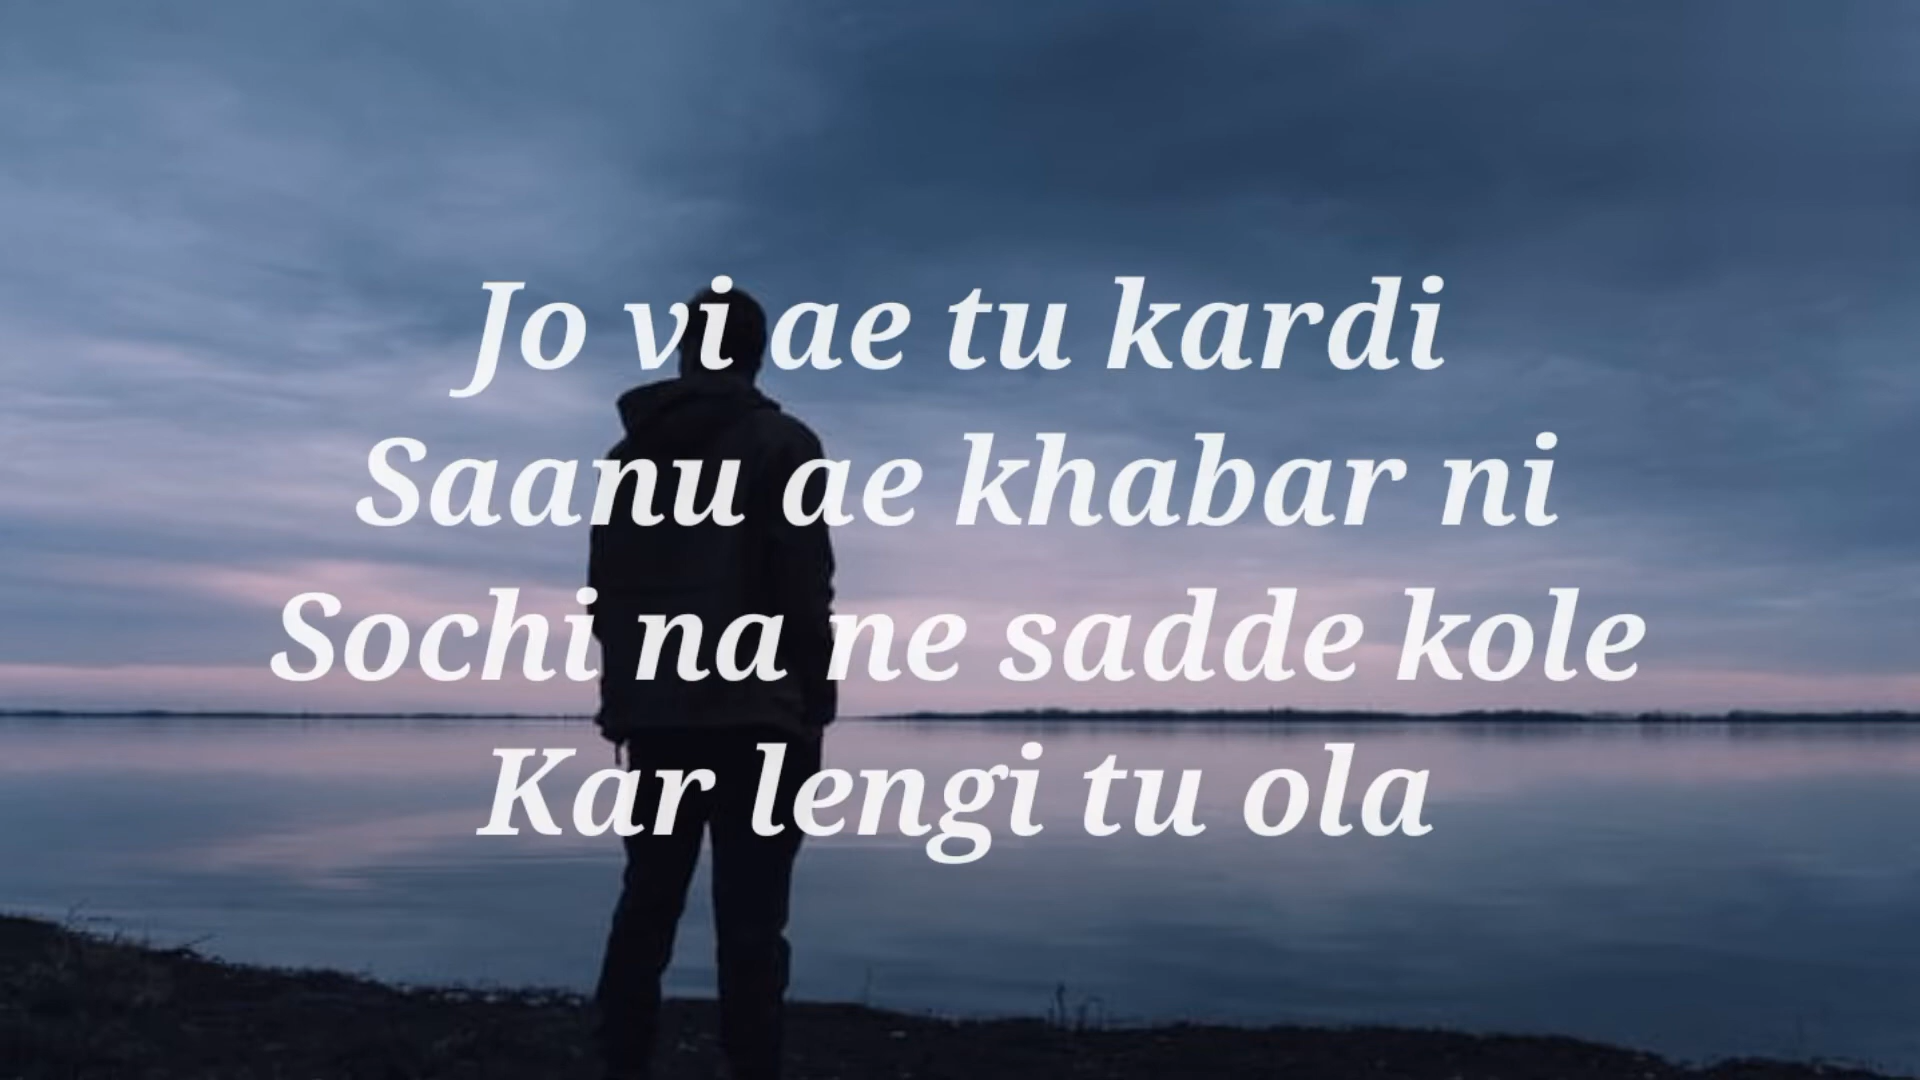 Jo vi ae tu kardi
Saanu ae khabar ni
Sochi na ne sadde kole
Kar lengi tu ola